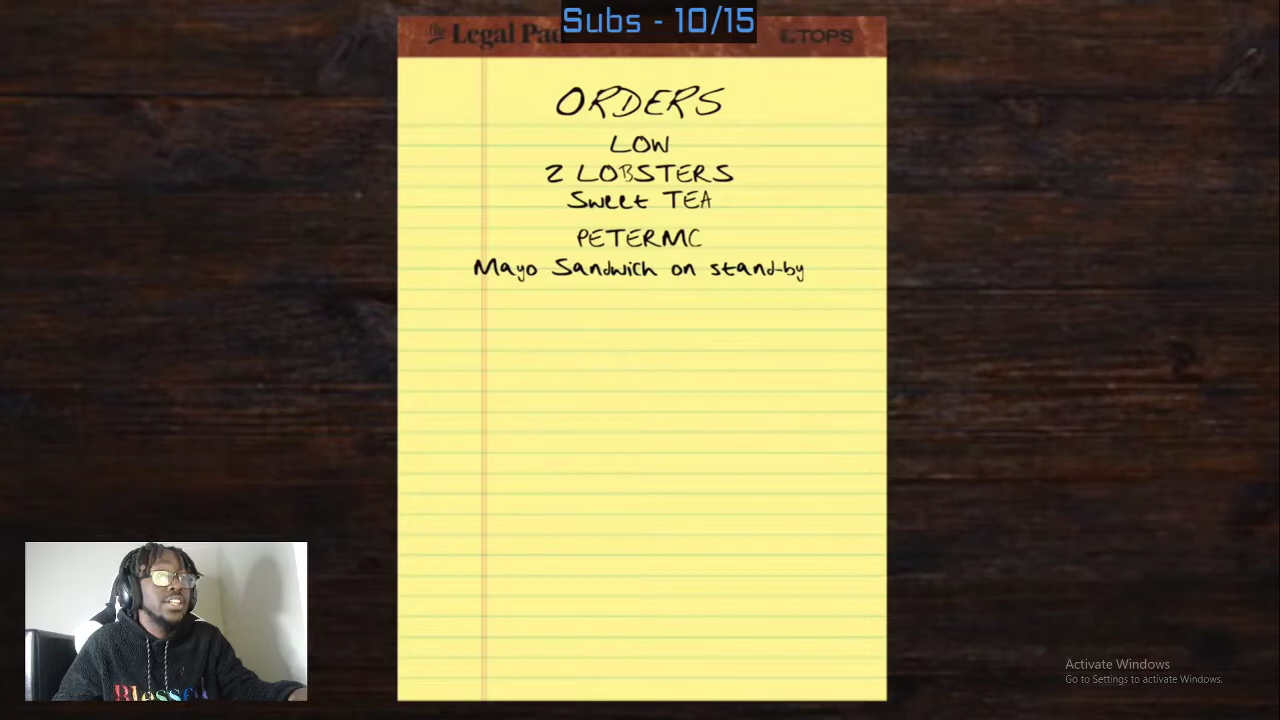 Subs - 10/15
Legal Pad
TOPS
ORDERS
LOW
2 LOBSTERS
Sweet TEA
PETERMC
Mayo Sandwich on stand-by
Blessed
Activate Windows
Go to Settings to activate Windows.